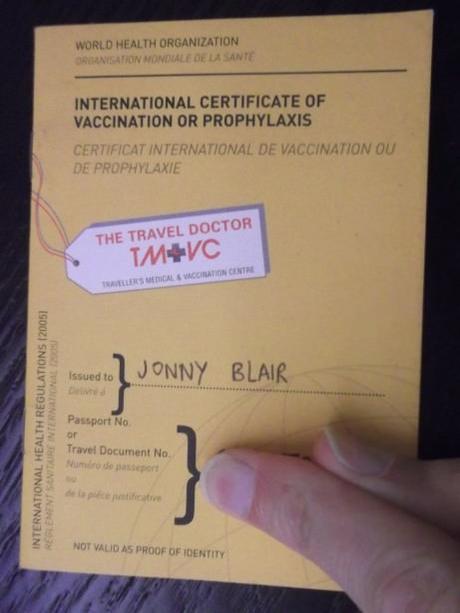 WORLD HEALTH ORGANIZATION
ORGANISATION MONDIALE DE LA SANTÉ
INTERNATIONAL CERTIFICATE OF
VACCINATION OR PROPHYLAXIS
CERTIFICAT INTERNATIONAL DE VACCINATION OU
DE PROPHYLAXIE
THE TRAVEL DOCTOR
TMVC
TRAVELLER'S MEDICAL & VACCINATION CENTRE
INTERNATIONAL HEALTH REGULATIONS (2005)
RÈGLEMENT SANITAIRE INTERNATIONAL (2005)
Issued to
Délivré à
JONNY BLAIR
Passport No.
or
Travel Document No.
Numéro de passeport
ou
de la pièce justificative
NOT VALID AS PROOF OF IDENTITY